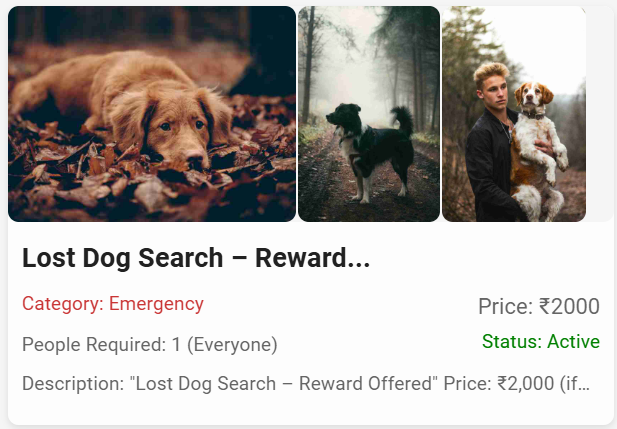 Lost Dog Search – Reward...
Category: Emergency
Price: ₹2000
People Required: 1 (Everyone)
Status: Active
Description: "Lost Dog Search – Reward Offered" Price: ₹2,000 (if...